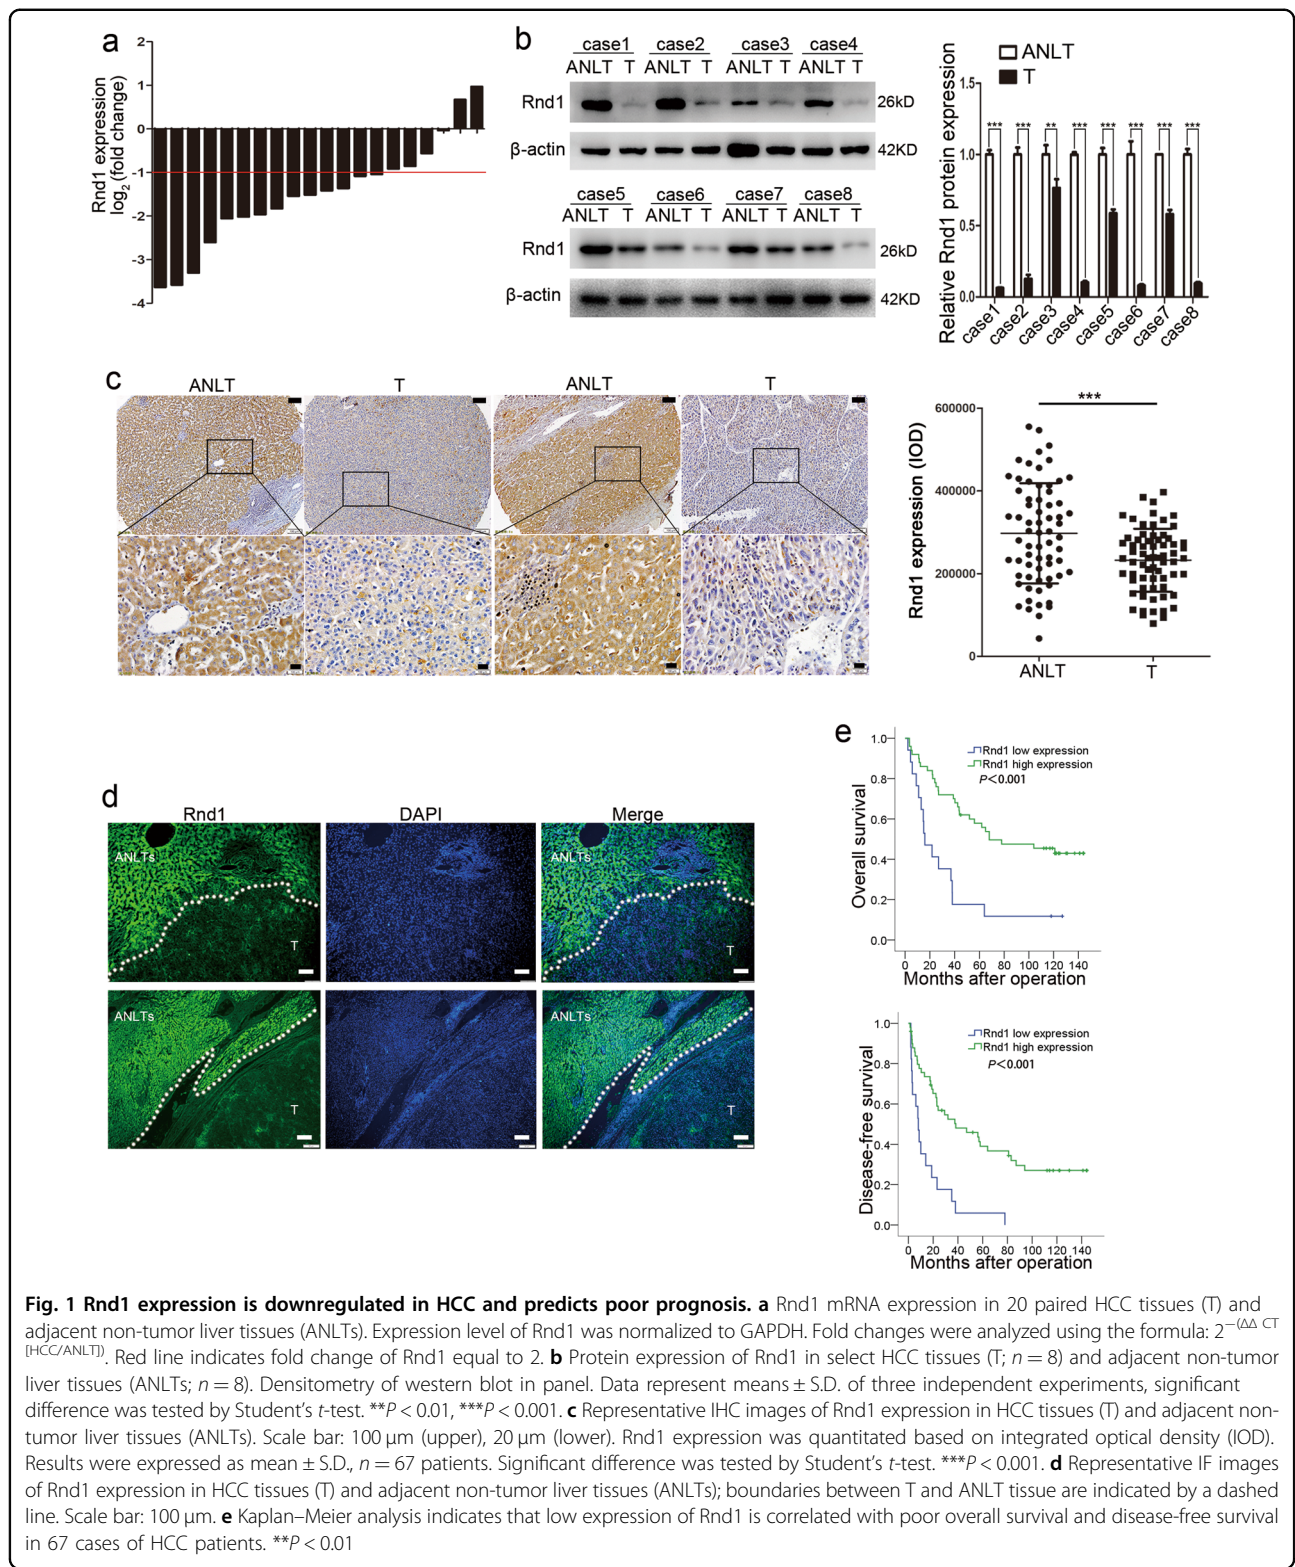 a
2
1
0
-1
-2
-3
-4
Rnd1 expression
log2 (fold change)
b
case1 case2 case3 case4
ANLT T ANLT T ANLT T ANLT T
Rnd1 26kD
β-actin 42KD
case5 case6 case7 case8
ANLT T ANLT T ANLT T ANLT T
Rnd1 26kD
β-actin 42KD
ANLT
T
Relative Rnd1 protein expression
1.5
1.0
0.5
0.0
*** *** ** *** *** *** *** ***
case1 case2 case3 case4 case5 case6 case7 case8
c
ANLT T ANLT T
Rnd1 expression (IOD)
600000
400000
200000
0
***
ANLT T
d
Rnd1 DAPI Merge
ANLTs ANLTs
T T
ANLTs ANLTs
T T
e
Overall survival
1.0
0.8
0.6
0.4
0.2
0.0
Rnd1 low expression
Rnd1 high expression
P<0.001
0 20 40 60 80 100 120 140
Months after operation
Disease-free survival
1.0
0.8
0.6
0.4
0.2
0.0
Rnd1 low expression
Rnd1 high expression
P<0.001
0 20 40 60 80 100 120 140
Months after operation
Fig. 1 Rnd1 expression is downregulated in HCC and predicts poor prognosis. a Rnd1 mRNA expression in 20 paired HCC tissues (T) and
adjacent non-tumor liver tissues (ANLTs). Expression level of Rnd1 was normalized to GAPDH. Fold changes were analyzed using the formula: 2−(ΔΔ CT
[HCC/ANLT]). Red line indicates fold change of Rnd1 equal to 2. b Protein expression of Rnd1 in select HCC tissues (T; n = 8) and adjacent non-tumor
liver tissues (ANLTs; n = 8). Densitometry of western blot in panel. Data represent means ± S.D. of three independent experiments, significant
difference was tested by Student’s t-test. **P < 0.01, ***P < 0.001. c Representative IHC images of Rnd1 expression in HCC tissues (T) and adjacent non-
tumor liver tissues (ANLTs). Scale bar: 100 μm (upper), 20 μm (lower). Rnd1 expression was quantitated based on integrated optical density (IOD).
Results were expressed as mean ± S.D., n = 67 patients. Significant difference was tested by Student’s t-test. ***P < 0.001. d Representative IF images
of Rnd1 expression in HCC tissues (T) and adjacent non-tumor liver tissues (ANLTs); boundaries between T and ANLT tissue are indicated by a dashed
line. Scale bar: 100 μm. e Kaplan–Meier analysis indicates that low expression of Rnd1 is correlated with poor overall survival and disease-free survival
in 67 cases of HCC patients. **P < 0.01